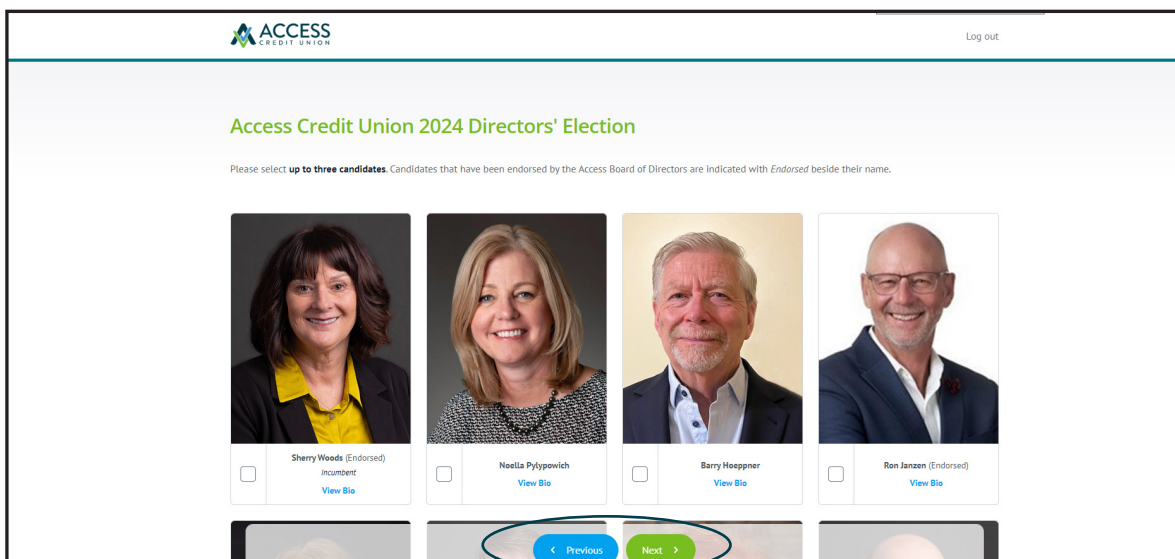 ACCESS
CREDIT UNION
Log out
Access Credit Union 2024 Directors' Election
Please select up to three candidates. Candidates that have been endorsed by the Access Board of Directors are indicated with Endorsed beside their name.
Sherry Woods (Endorsed)
Incumbent
View Bio
Noella Pylypowich
View Bio
Barry Hoeppner
View Bio
Ron Janzen (Endorsed)
View Bio
Previous
Next